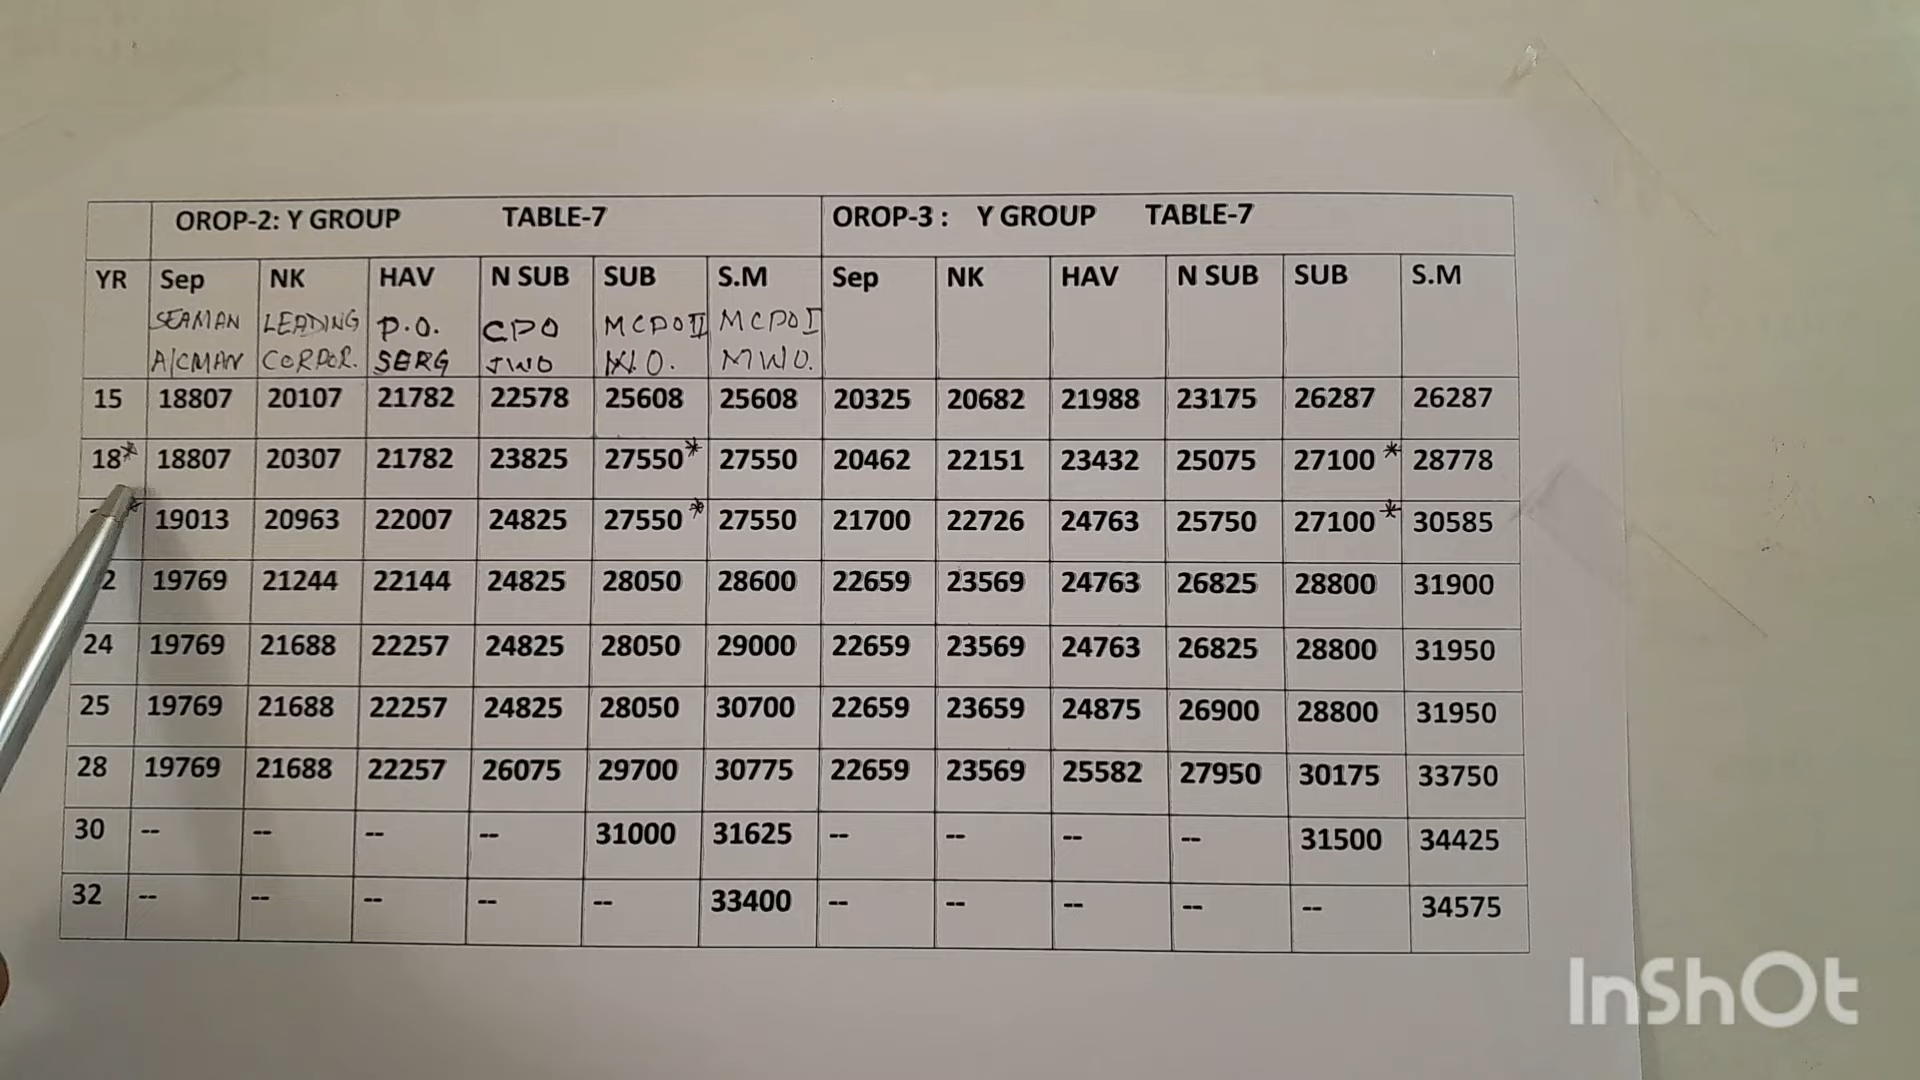 OROP-2: Y GROUP TABLE-7 OROP-3 : Y GROUP TABLE-7
YR Sep NK HAV N SUB SUB S.M Sep NK HAV N SUB SUB S.M
SEAMAN LEADING P.O. CPO MCPO II MCPO I
A/CMAN CORPOR. SERG JWO W.O. MWO.
15 18807 20107 21782 22578 25608 25608 20325 20682 21988 23175 26287 26287
18* 18807 20307 21782 23825 27550* 27550 20462 22151 23432 25075 27100* 28778
* 19013 20963 22007 24825 27550* 27550 21700 22726 24763 25750 27100* 30585
2 19769 21244 22144 24825 28050 28600 22659 23569 24763 26825 28800 31900
24 19769 21688 22257 24825 28050 29000 22659 23569 24763 26825 28800 31950
25 19769 21688 22257 24825 28050 30700 22659 23659 24875 26900 28800 31950
28 19769 21688 22257 26075 29700 30775 22659 23569 25582 27950 30175 33750
30 -- -- -- -- 31000 31625 -- -- -- -- 31500 34425
32 -- -- -- -- -- 33400 -- -- -- -- -- 34575
InShOt